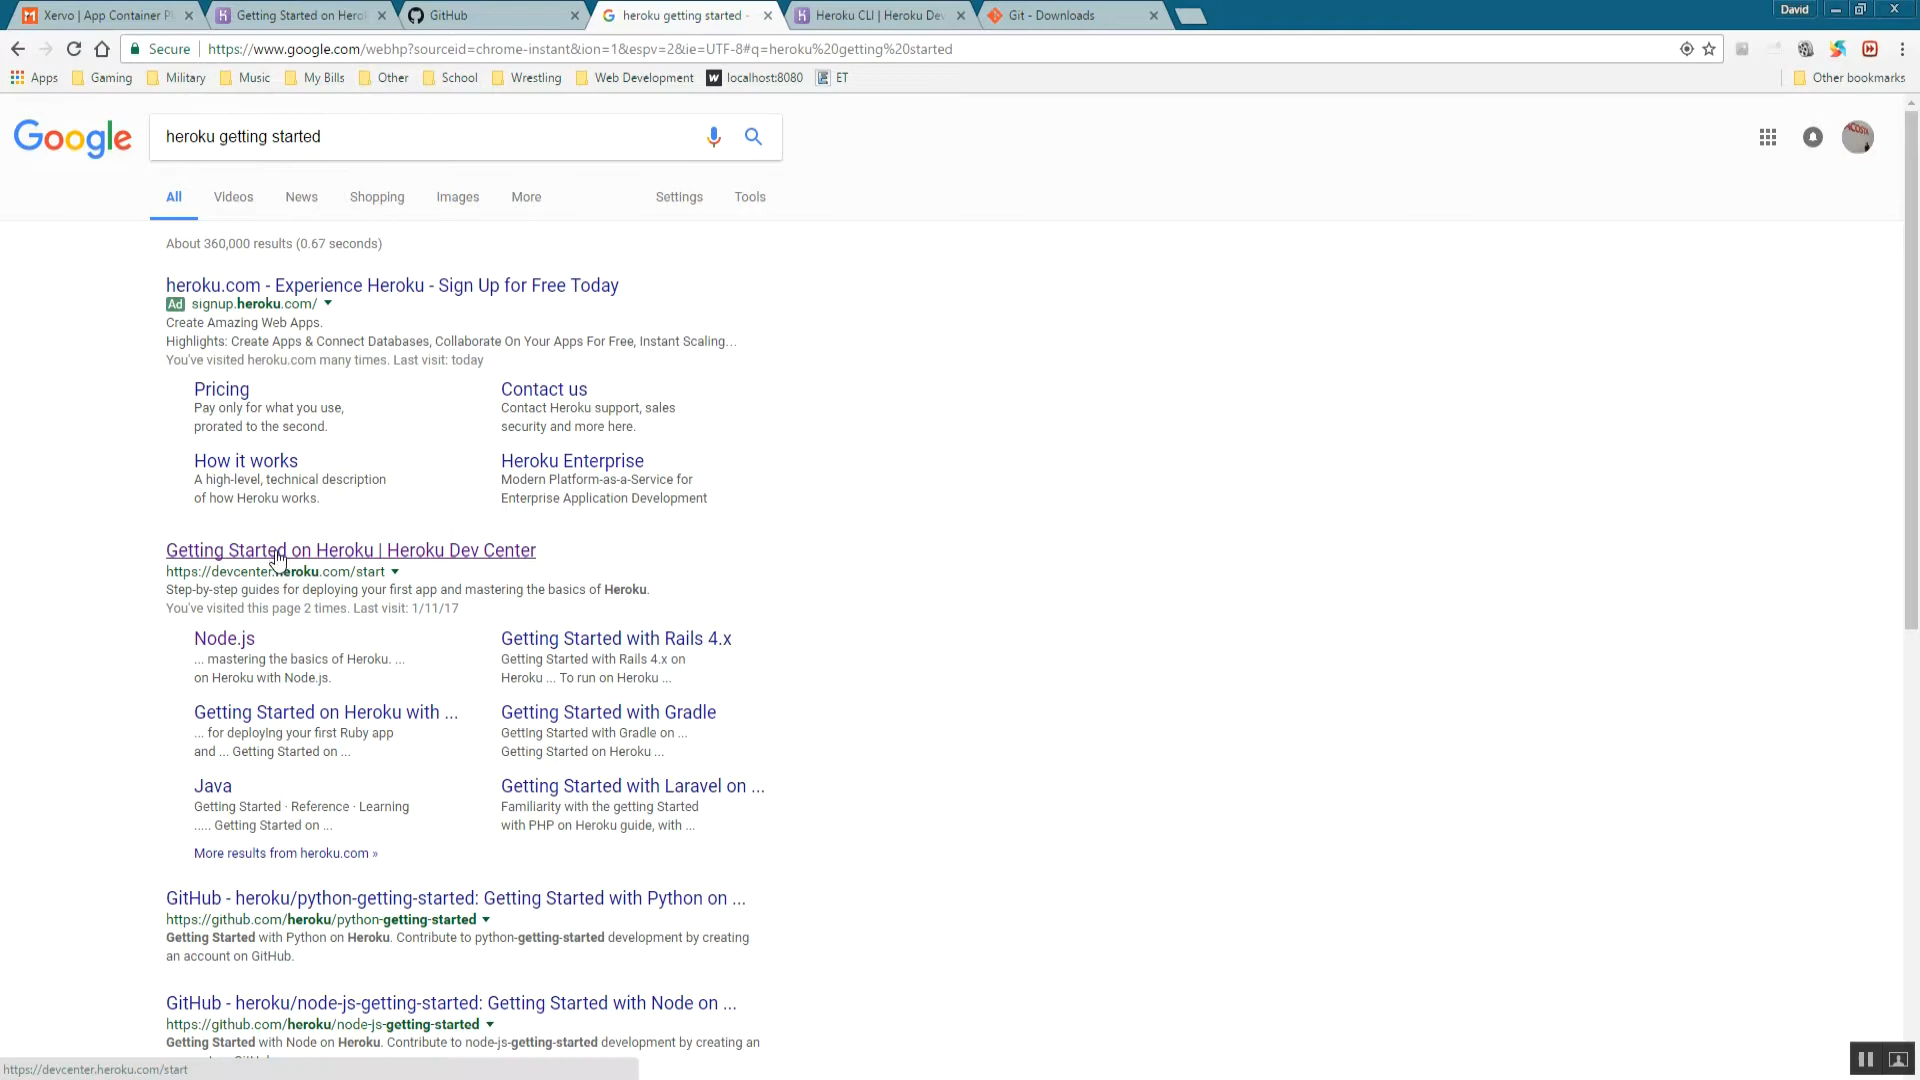 Xervo | App Container P
Getting Started on Herol
GitHub
heroku getting started -
Heroku CLI | Heroku Dev
Git - Downloads
David
Secure
https://www.google.com/webhp?sourceid=chrome-instant&ion=1&espv=2&ie=UTF-8#q=heroku%20getting%20started
Apps
Gaming
Military
Music
My Bills
Other
School
Wrestling
Web Development
W localhost:8080
ET
Other bookmarks
Google
heroku getting started
All
Videos
News
Shopping
Images
More
Settings
Tools
About 360,000 results (0.67 seconds)
heroku.com - Experience Heroku - Sign Up for Free Today
Ad signup.heroku.com/
Create Amazing Web Apps.
Highlights: Create Apps & Connect Databases, Collaborate On Your Apps For Free, Instant Scaling…
You've visited heroku.com many times. Last visit: today
Pricing
Pay only for what you use,
prorated to the second.
Contact us
Contact Heroku support, sales
security and more here.
How it works
A high-level, technical description
of how Heroku works.
Heroku Enterprise
Modern Platform-as-a-Service for
Enterprise Application Development
Getting Started on Heroku | Heroku Dev Center
https://devcenter.heroku.com/start
Step-by-step guides for deploying your first app and mastering the basics of Heroku.
You've visited this page 2 times. Last visit: 1/11/17
Node.js
... mastering the basics of Heroku. ...
on Heroku with Node.js.
Getting Started with Rails 4.x
Getting Started with Rails 4.x on
Heroku ... To run on Heroku ...
Getting Started on Heroku with ...
... for deploying your first Ruby app
and ... Getting Started on ...
Getting Started with Gradle
Getting Started with Gradle on ...
Getting Started on Heroku ...
Java
Getting Started · Reference · Learning
..... Getting Started on ...
Getting Started with Laravel on ...
Familiarity with the getting Started
with PHP on Heroku guide, with ...
More results from heroku.com »
GitHub - heroku/python-getting-started: Getting Started with Python on ...
https://github.com/heroku/python-getting-started
Getting Started with Python on Heroku. Contribute to python-getting-started development by creating
an account on GitHub.
GitHub - heroku/node-js-getting-started: Getting Started with Node on ...
https://github.com/heroku/node-js-getting-started
Getting Started with Node on Heroku. Contribute to node-js-getting-started development by creating an
https://devcenter.heroku.com/start